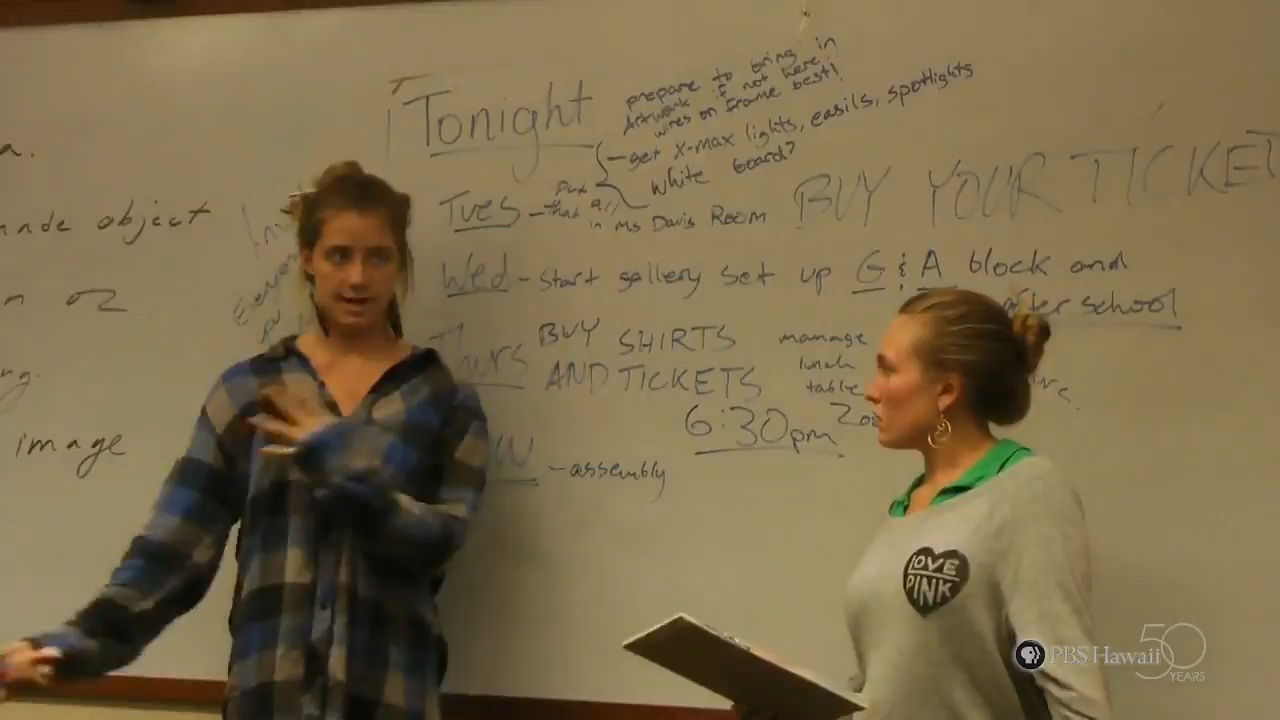 Tonight
prepare to bring in
Artwork if not here,
wires on frame best!
- get X-max lights, easils, spotlights
white board?
Tues - Put that all in Ms Davis Room
BUY YOUR TICKET
Wed - start gallery set up G & A block and
after school
Thurs BUY SHIRTS
AND TICKETS
manage
lunch
table
6:30pm
- assembly
a.
made object
n or
image
LOVE
PINK
PBS Hawaii
50
YEARS